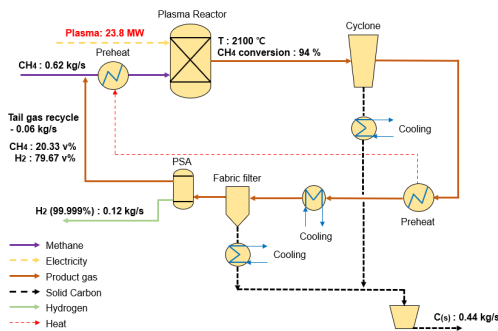 Plasma Reactor
Cyclone
Plasma: 23.8 MW
Preheat
T : 2100 ℃
CH4 conversion : 94 %
CH4 : 0.62 kg/s
Tail gas recycle
- 0.06 kg/s
CH4 : 20.33 v%
H2 : 79.67 v%
Cooling
PSA
Fabric filter
H2 (99.999%) : 0.12 kg/s
Preheat
Cooling
Cooling
Methane
Electricity
Product gas
Solid Carbon
Hydrogen
Heat
C(s) : 0.44 kg/s